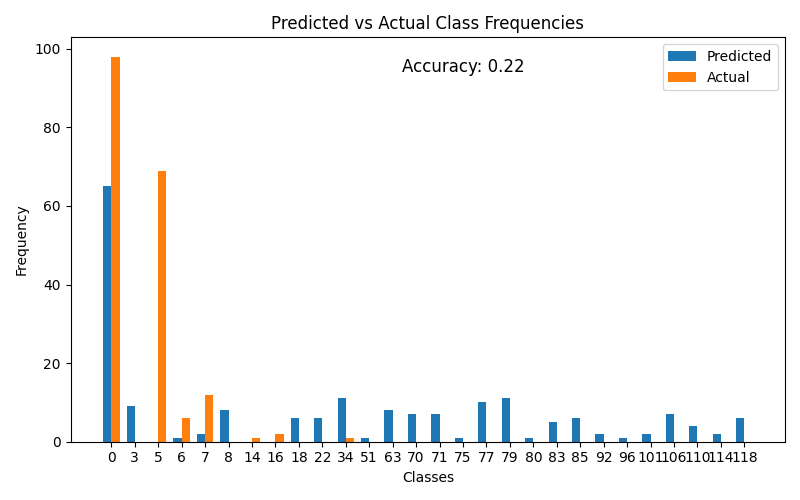 Predicted vs Actual Class Frequencies
Accuracy: 0.22
Predicted
Actual
Frequency
100
80
60
40
20
0
0 3 5 6 7 8 14 16 18 22 34 51 63 70 71 75 77 79 80 83 85 92 96 101 106 110 114 118
Classes